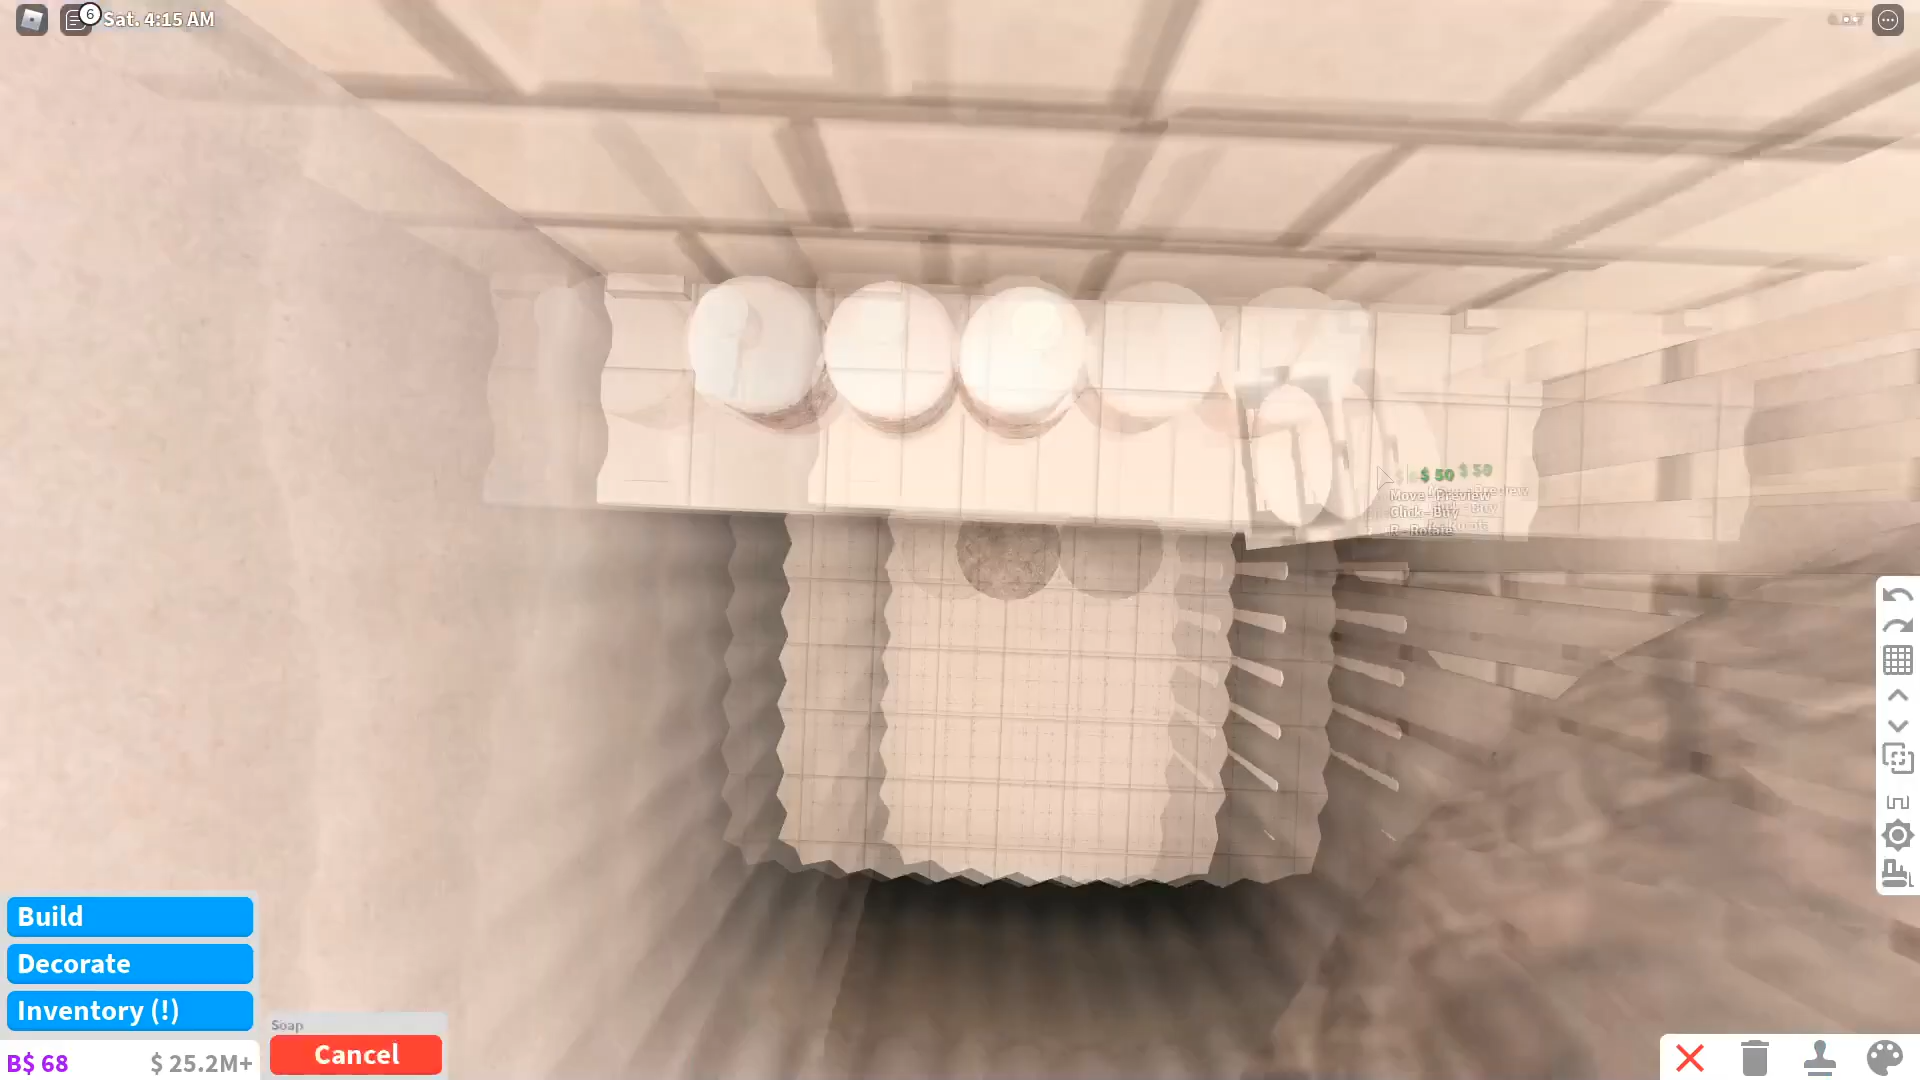 6
Sat. 4:15 AM
$ 50 $ 50
Move - Preview
Click - Buy
R - Rotate
Build
Decorate
Inventory (!)
Soap
Cancel
B$ 68
$ 25.2M+